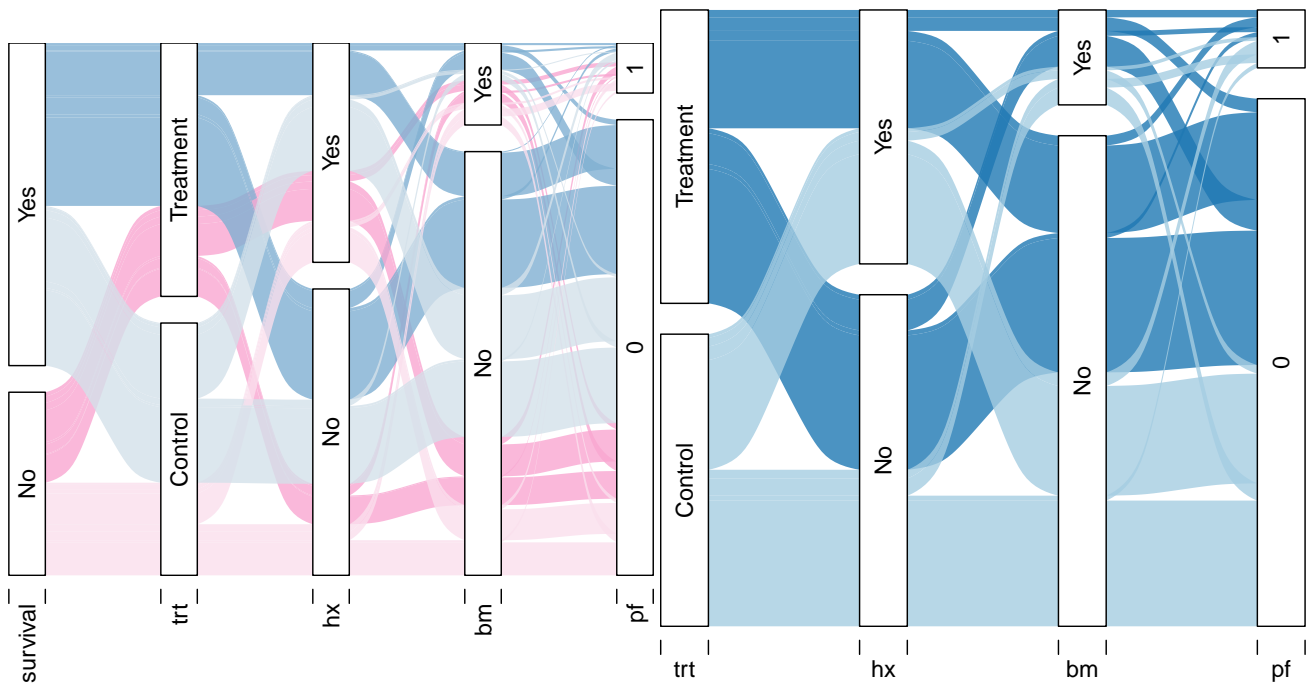 Yes
No
survival
Treatment
Control
trt
Yes
No
hx
Yes
No
bm
1
0
pf
Treatment
Control
trt
Yes
No
hx
Yes
No
bm
1
0
pf